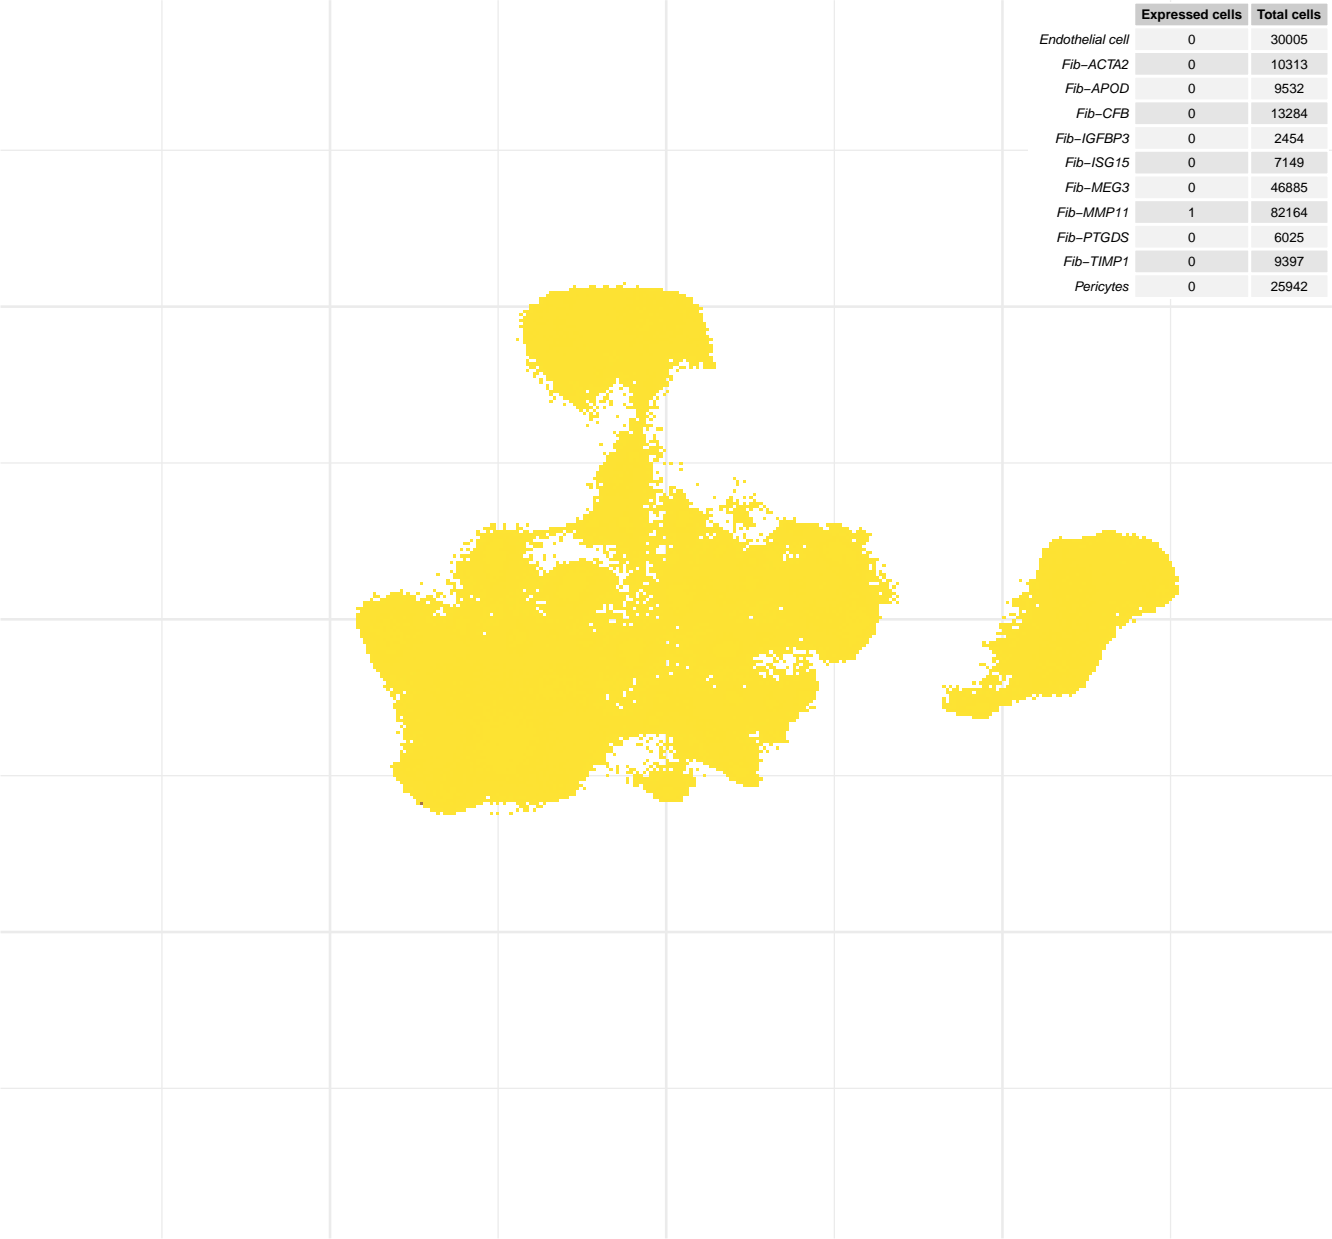 Expressed cells Total cells
Endothelial cell 0 30005
Fib−ACTA2 0 10313
Fib−APOD 0 9532
Fib−CFB 0 13284
Fib−IGFBP3 0 2454
Fib−ISG15 0 7149
Fib−MEG3 0 46885
Fib−MMP11 1 82164
Fib−PTGDS 0 6025
Fib−TIMP1 0 9397
Pericytes 0 25942